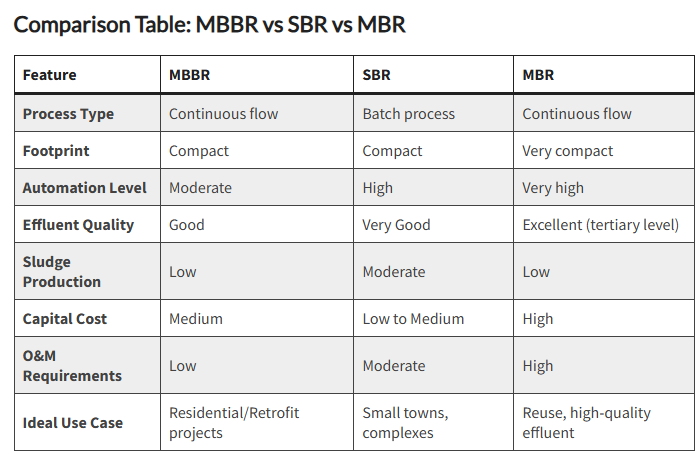 Comparison Table: MBBR vs SBR vs MBR
Feature MBBR SBR MBR
Process Type Continuous flow Batch process Continuous flow
Footprint Compact Compact Very compact
Automation Level Moderate High Very high
Effluent Quality Good Very Good Excellent (tertiary level)
Sludge
Production Low Moderate Low
Capital Cost Medium Low to Medium High
O&M
Requirements Low Moderate High
Ideal Use Case Residential/Retrofit
projects Small towns,
complexes Reuse, high-quality
effluent